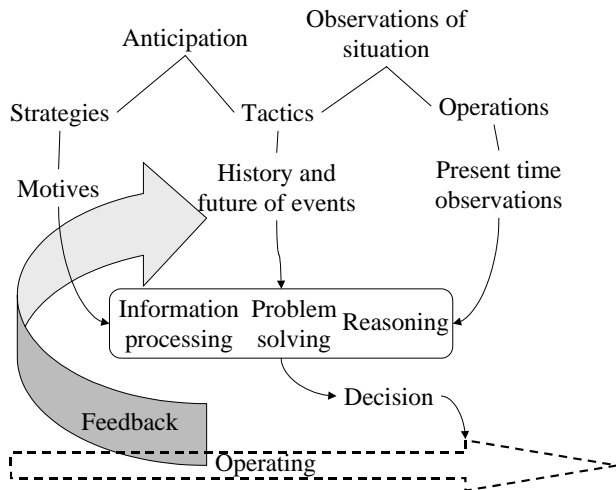 Anticipation
Observations of
situation
Strategies
Tactics
Operations
Motives
History and
future of events
Present time
observations
Information
processing
Problem
solving
Reasoning
Decision
Feedback
Operating